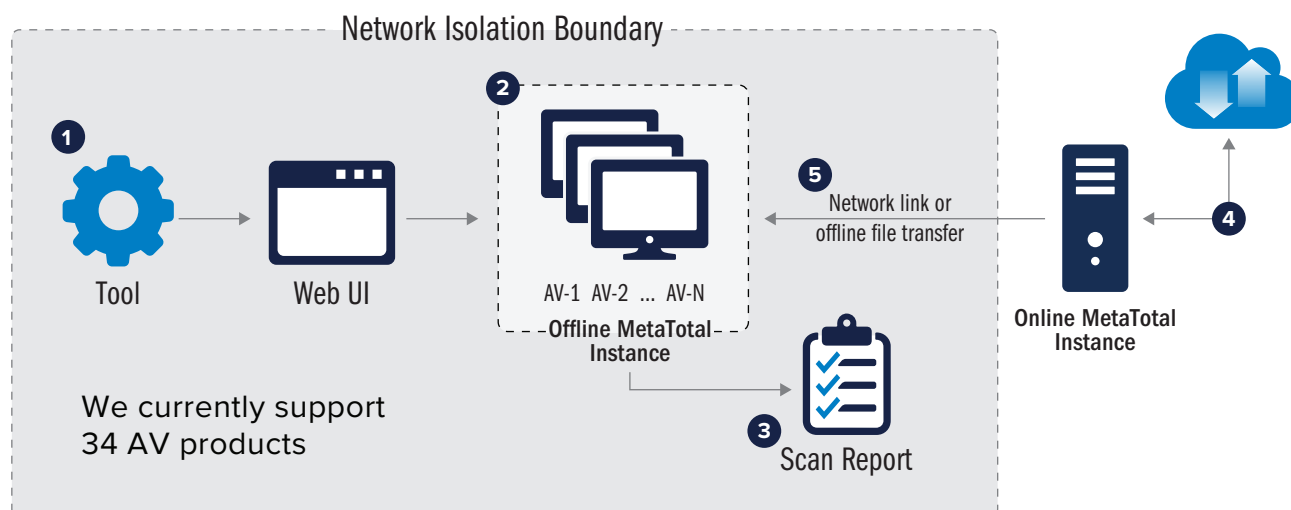 Network Isolation Boundary
1
Tool
Web UI
2
AV-1 AV-2 ... AV-N
Offline MetaTotal
Instance
3
Scan Report
4
5
Network link or
offline file transfer
Online MetaTotal
Instance
We currently support
34 AV products